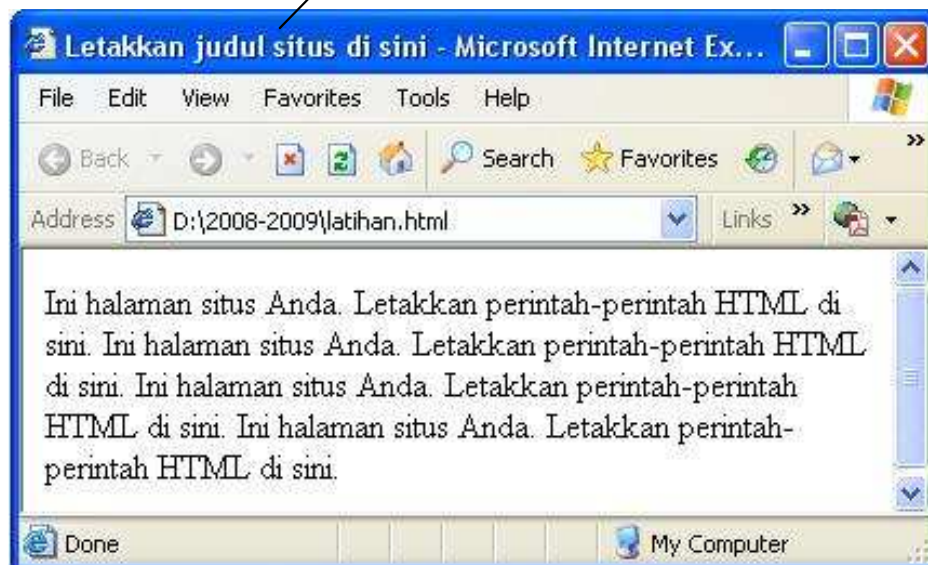 Letakkan judul situs di sini - Microsoft Internet Ex...
File Edit View Favorites Tools Help
Back Search Favorites »
Address D:\2008-2009\latihan.html Links »
Ini halaman situs Anda. Letakkan perintah-perintah HTML di
sini. Ini halaman situs Anda. Letakkan perintah-perintah HTML
di sini. Ini halaman situs Anda. Letakkan perintah-perintah
HTML di sini. Ini halaman situs Anda. Letakkan perintah-
perintah HTML di sini.
Done My Computer